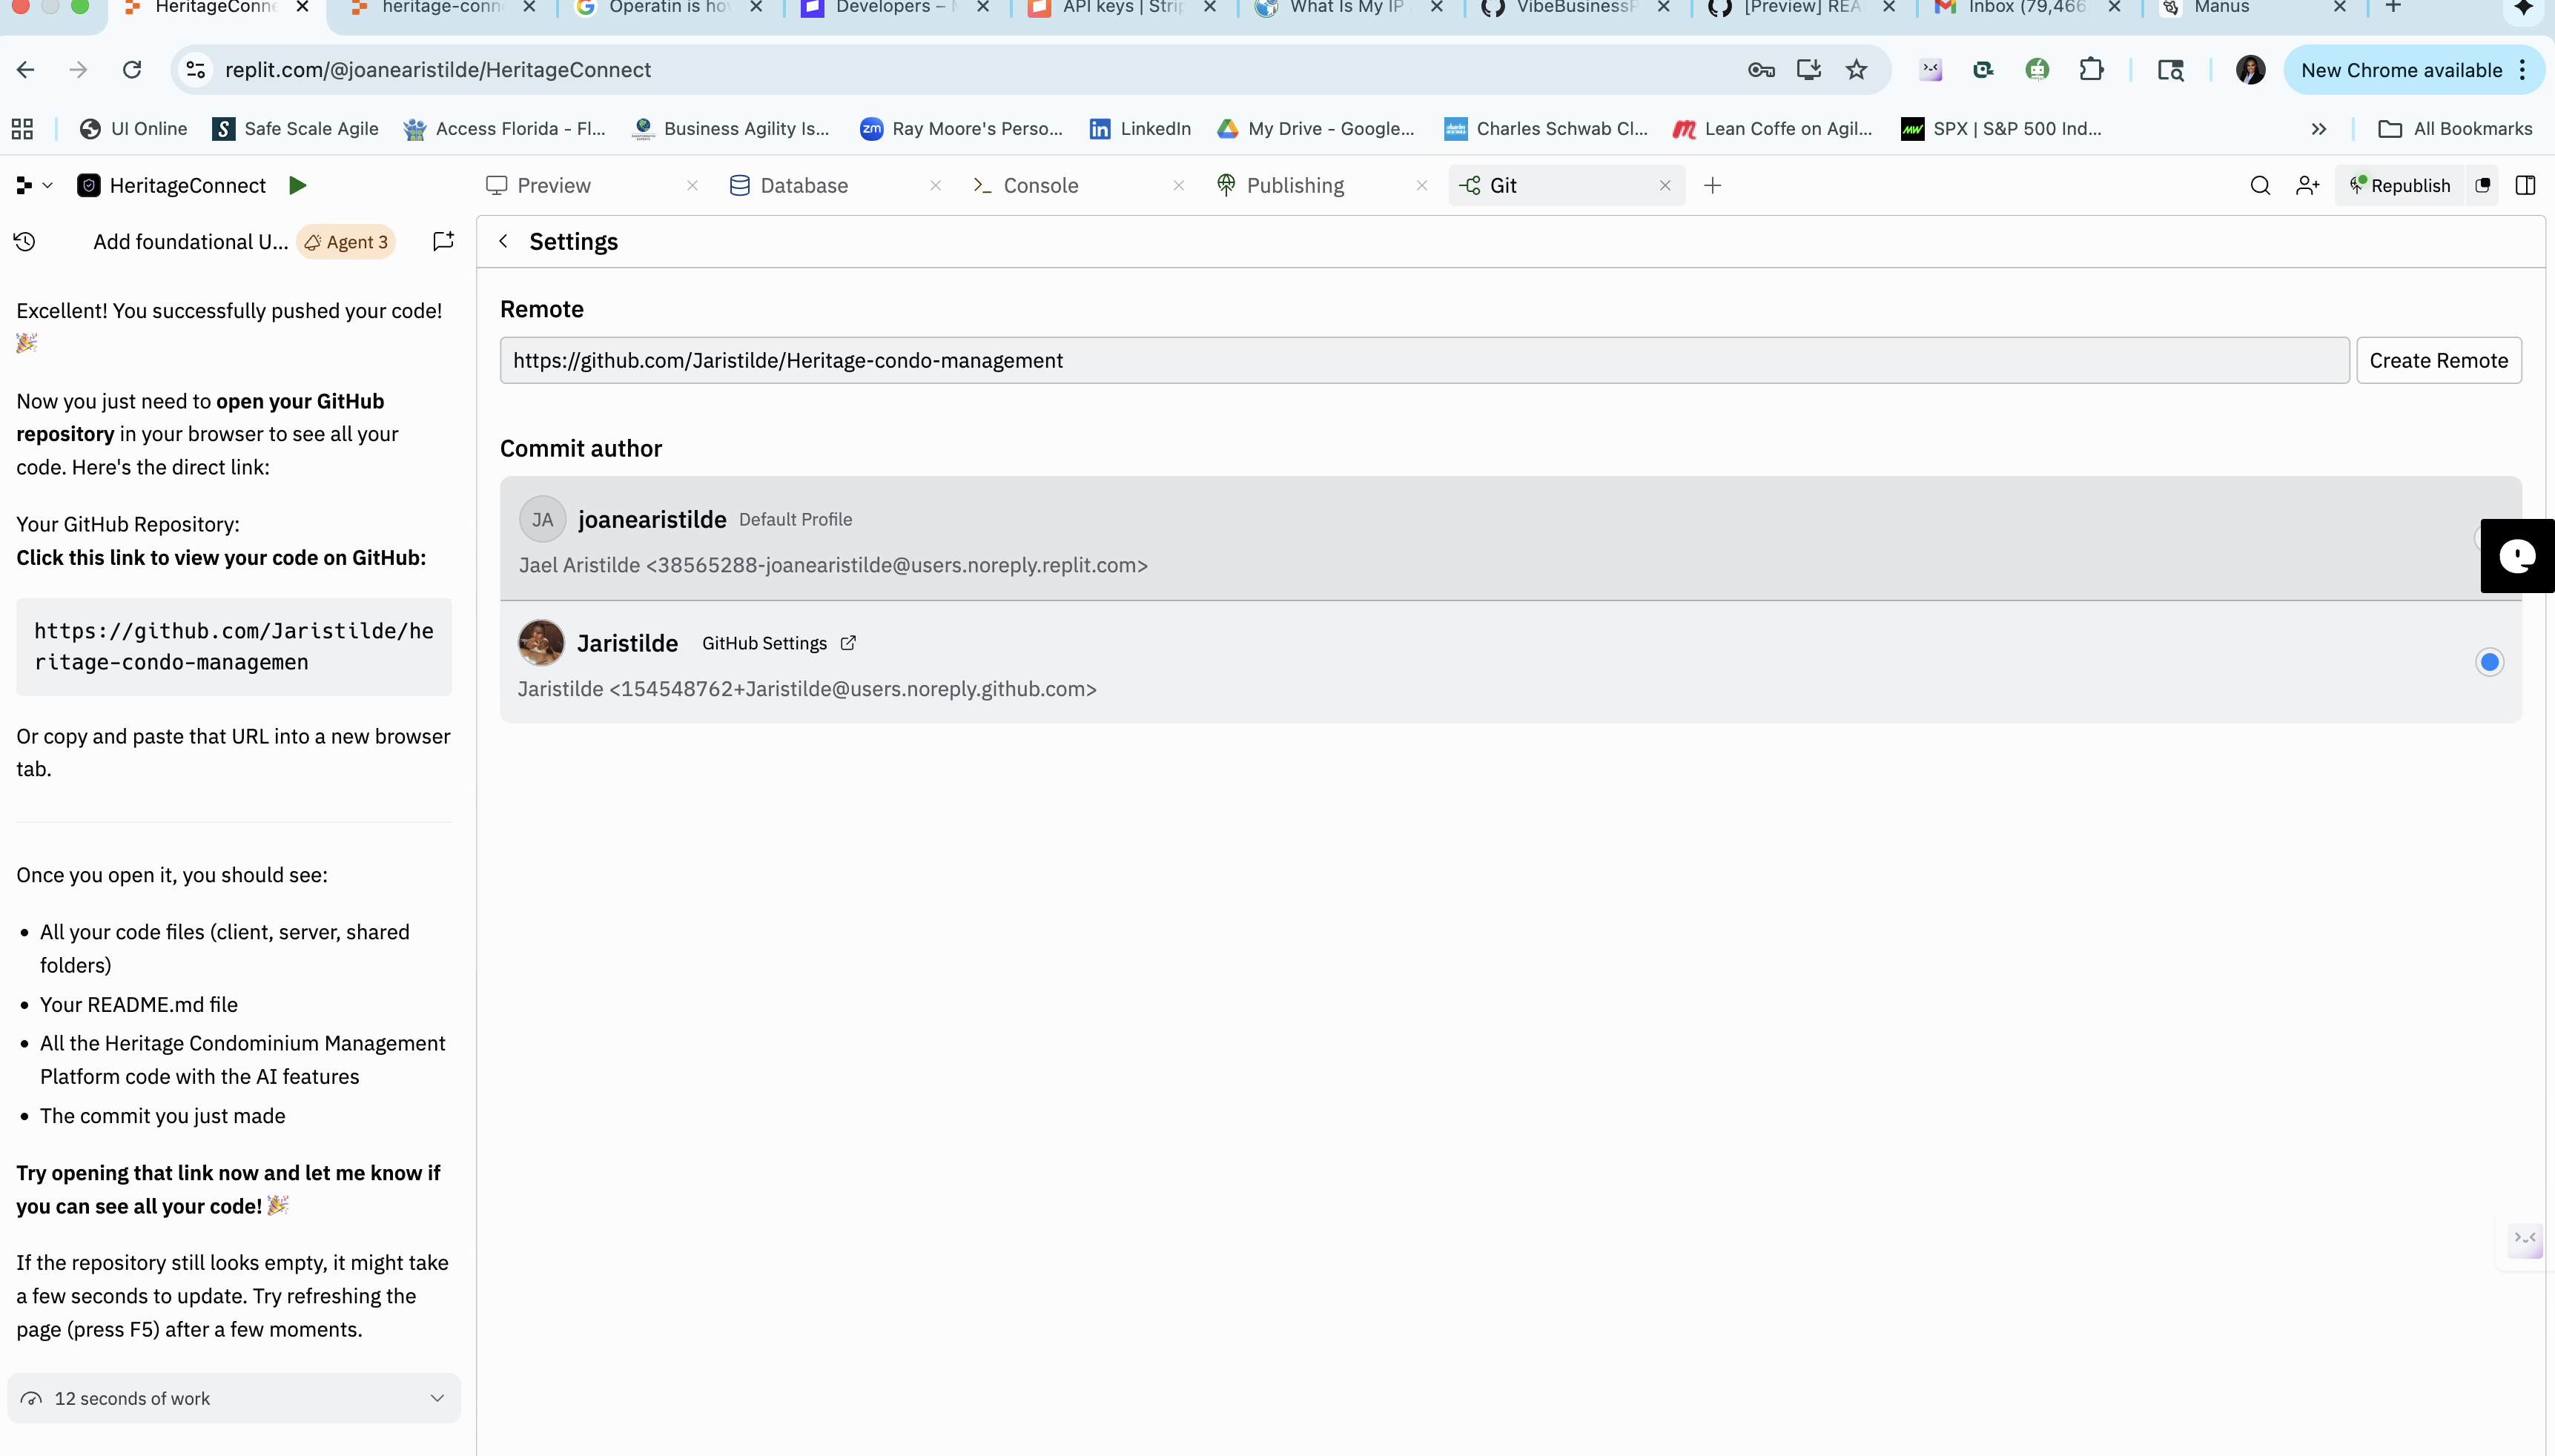 HeritageConne
heritage-conn
Operatin is ho
Developers –
API keys | Strip
What Is My IP
VibeBusinessP
[Preview] REA
Inbox (79,466
Manus
replit.com/@joanearistilde/HeritageConnect
New Chrome available
UI Online
Safe Scale Agile
Access Florida - Fl...
Business Agility Is...
zm Ray Moore's Perso...
LinkedIn
My Drive - Google...
Charles Schwab Cl...
Lean Coffe on Agil...
SPX | S&P 500 Ind...
All Bookmarks
HeritageConnect
Preview
Database
Console
Publishing
Git
Republish
Add foundational U...
Agent 3
Excellent! You successfully pushed your code!
🎉
Now you just need to open your GitHub
repository in your browser to see all your
code. Here's the direct link:
Your GitHub Repository:
Click this link to view your code on GitHub:
https://github.com/Jaristilde/he
ritage-condo-managemen
Or copy and paste that URL into a new browser
tab.
Once you open it, you should see:
• All your code files (client, server, shared
folders)
• Your README.md file
• All the Heritage Condominium Management
Platform code with the AI features
• The commit you just made
Try opening that link now and let me know if
you can see all your code! 🎉
If the repository still looks empty, it might take
a few seconds to update. Try refreshing the
page (press F5) after a few moments.
12 seconds of work
Settings
Remote
https://github.com/Jaristilde/Heritage-condo-management
Create Remote
Commit author
JA
joanearistilde Default Profile
Jael Aristilde <38565288-joanearistilde@users.noreply.replit.com>
Jaristilde GitHub Settings
Jaristilde <154548762+Jaristilde@users.noreply.github.com>